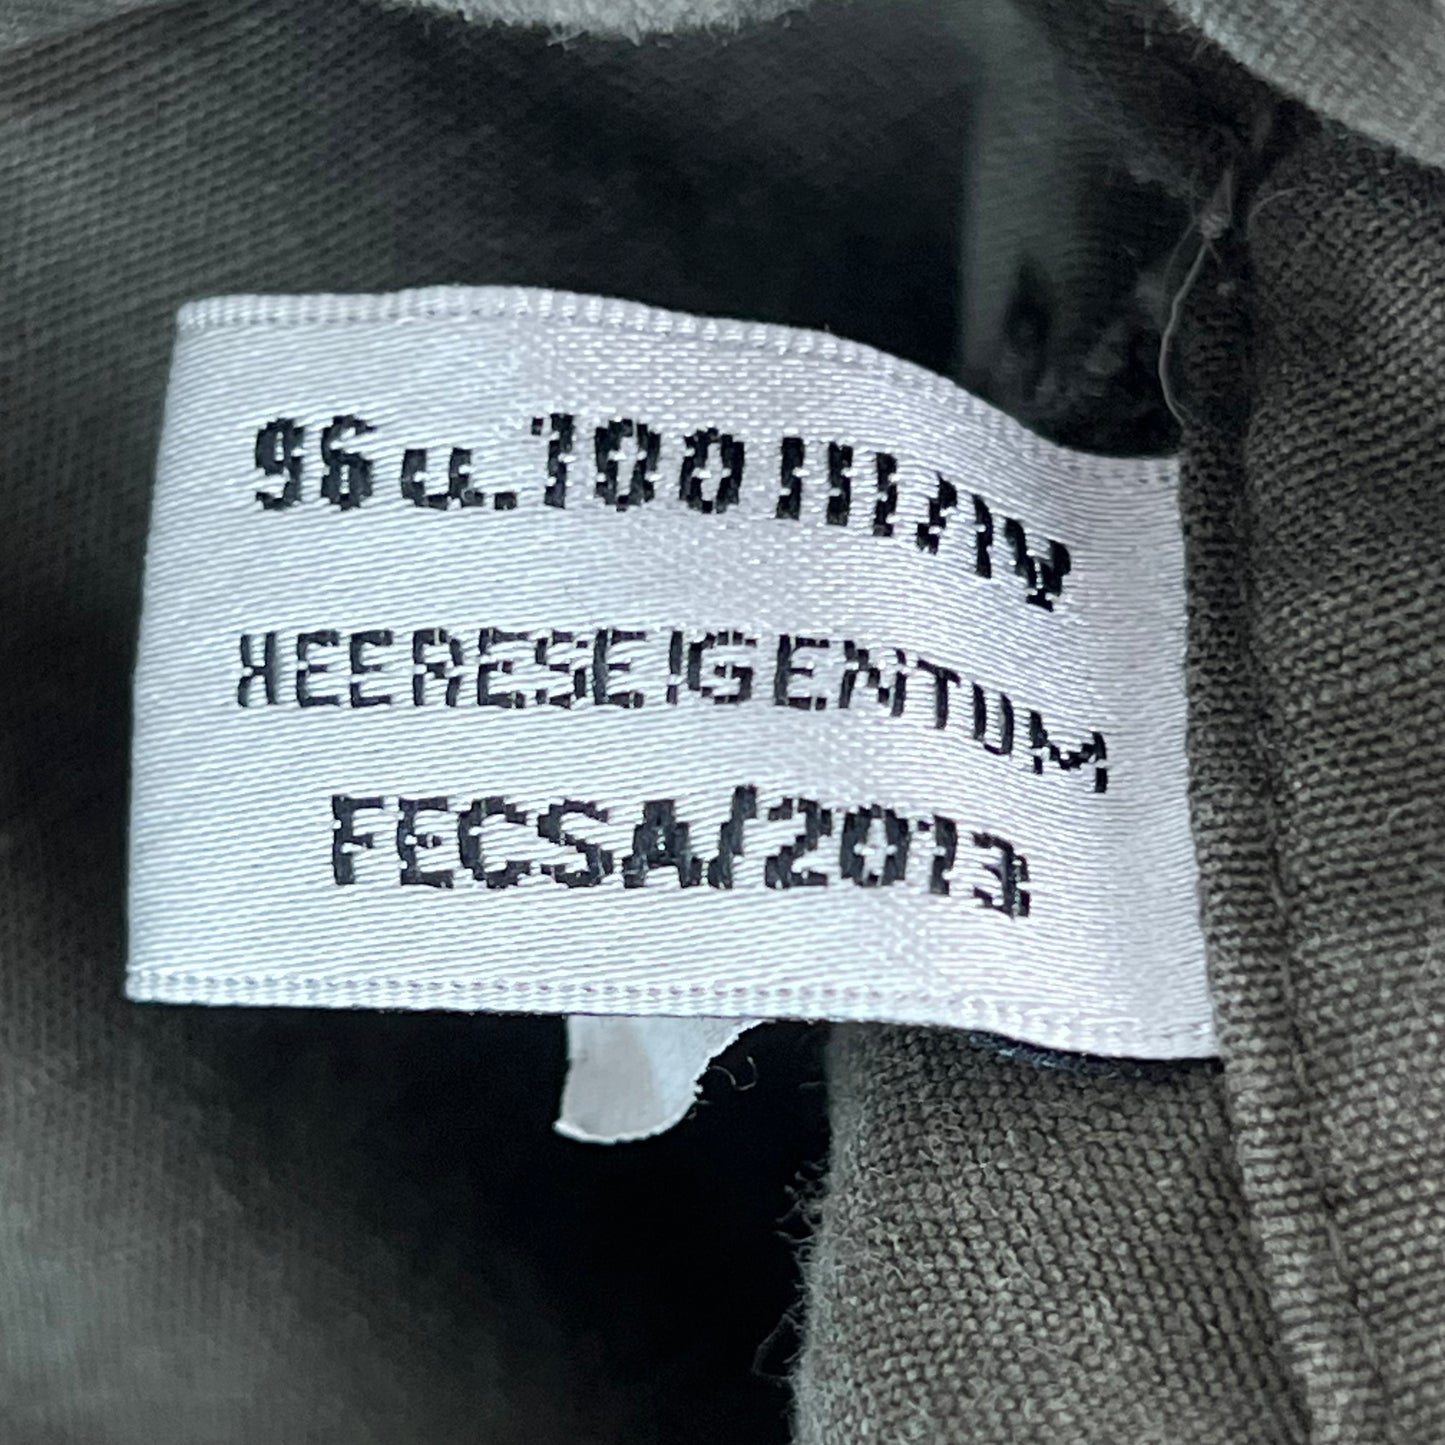 96 u. 100 III/IV
HEERESEIGENTUM
FECSA/2013